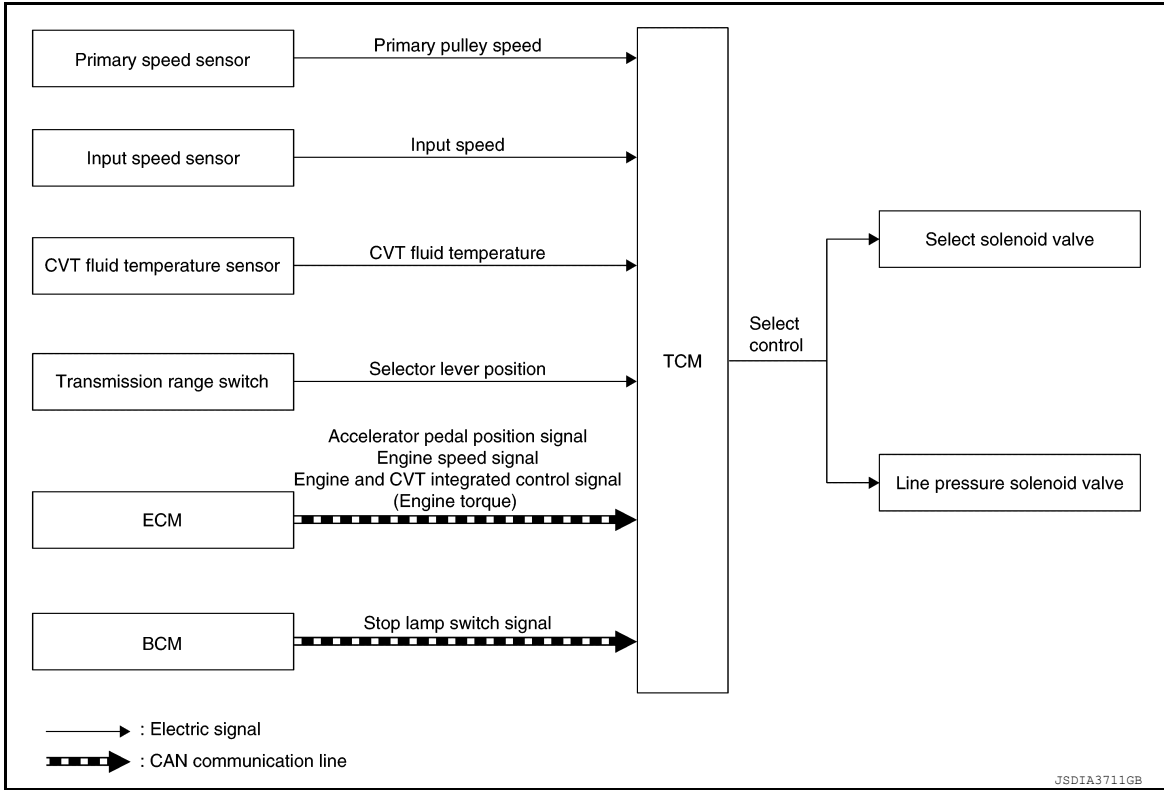 Primary speed sensor
Primary pulley speed
Input speed sensor
Input speed
CVT fluid temperature sensor
CVT fluid temperature
Transmission range switch
Selector lever position
ECM
Accelerator pedal position signal
Engine speed signal
Engine and CVT integrated control signal
(Engine torque)
BCM
Stop lamp switch signal
TCM
Select
control
Select solenoid valve
Line pressure solenoid valve
: Electric signal
: CAN communication line
JSDIA3711GB